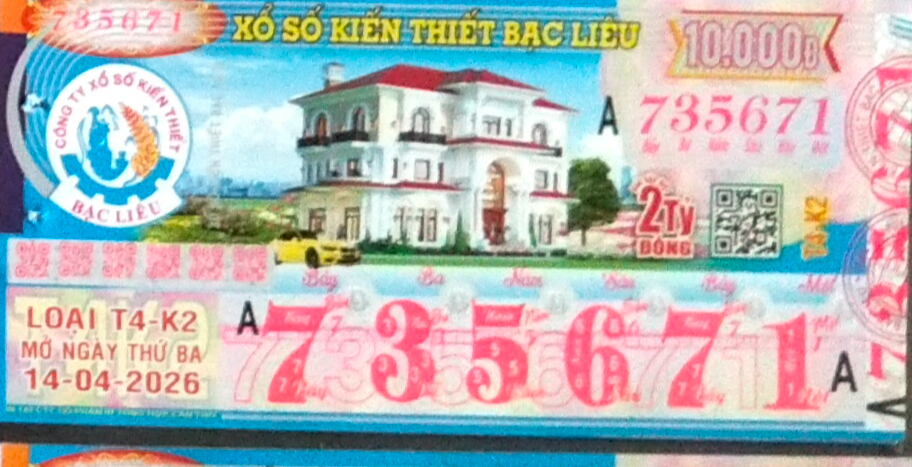 735671
XỔ SỐ KIẾN THIẾT BẠC LIÊU
10.000Đ
CÔNG TY XỔ SỐ KIẾN THIẾT
BẠC LIÊU
A 735671
2 TỶ
ĐỒNG
T4-K2
Bảy Ba Năm Sáu Bảy Một
LOẠI T4-K2
MỞ NGÀY THỨ BA
14-04-2026
A 735671 A